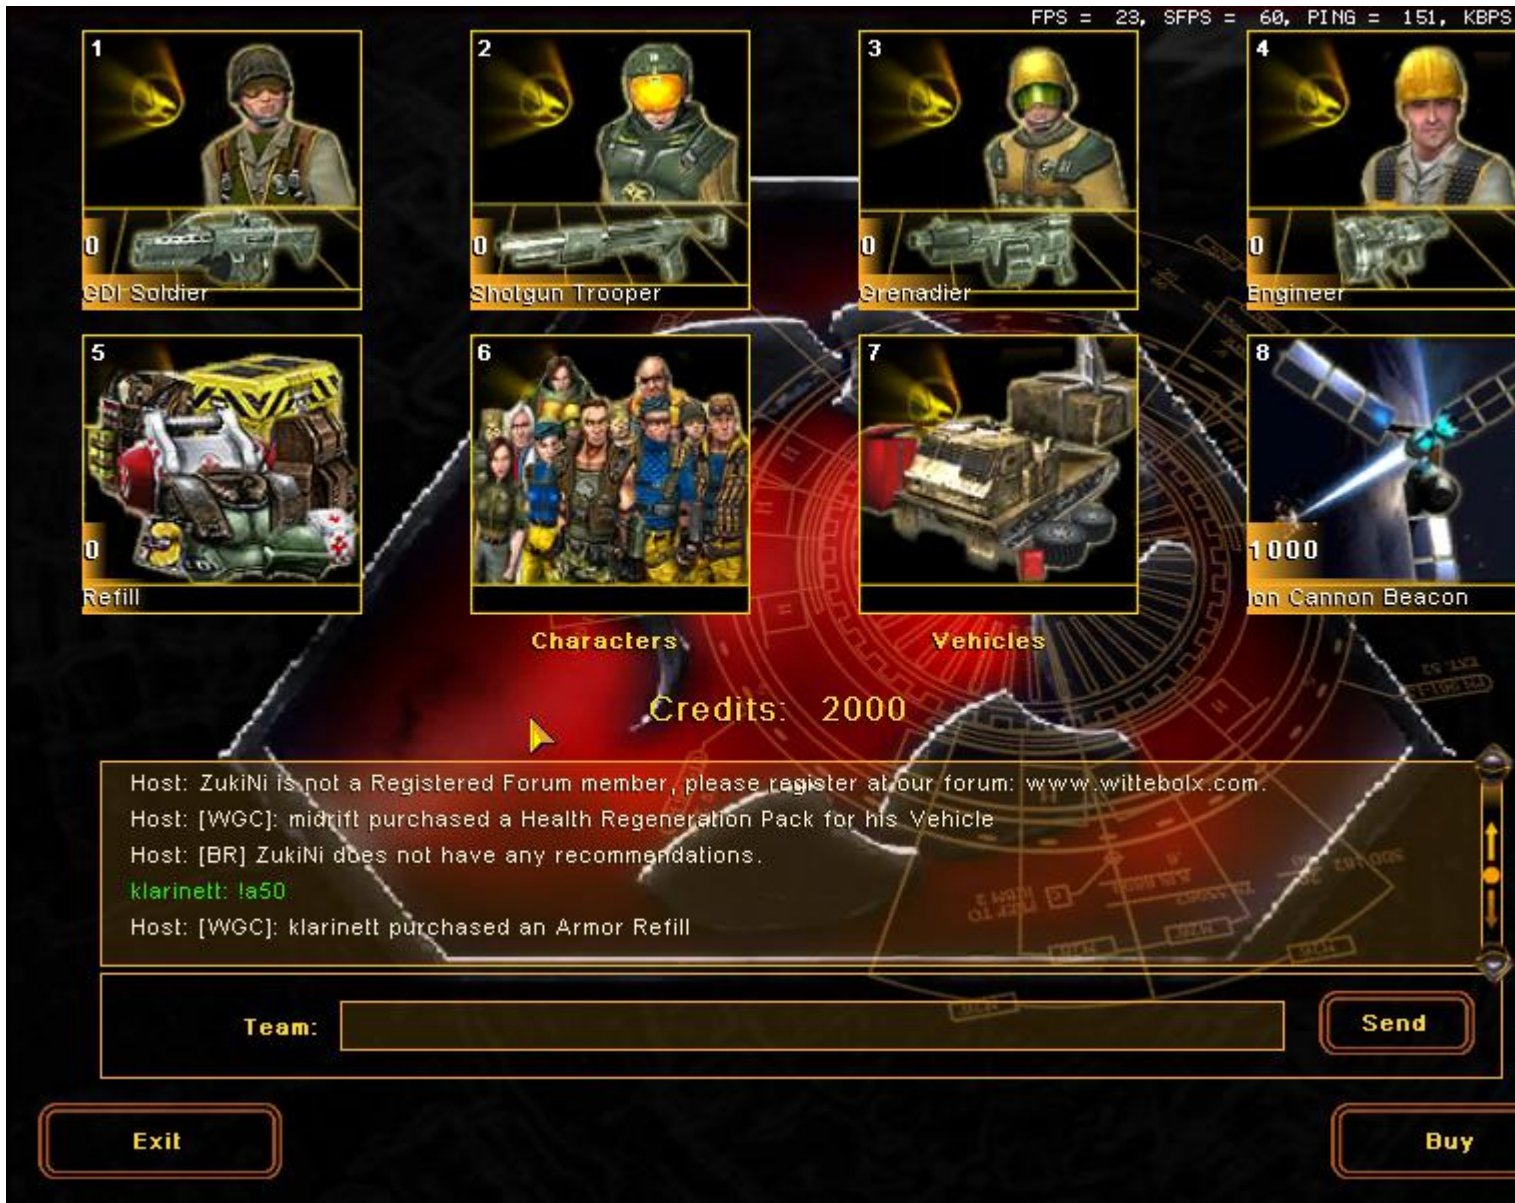 FPS = 23, SFPS = 60, PING = 151, KBPS
1
2
3
4
0
0
0
0
GDI Soldier
Shotgun Trooper
Grenadier
Engineer
5
6
7
8
0
1000
Refill
Ion Cannon Beacon
Characters
Vehicles
Credits: 2000
Host: ZukiNi is not a Registered Forum member, please register at our forum: www.wittebolx.com.
Host: [WGC]: midrift purchased a Health Regeneration Pack for his Vehicle
Host: [BR] ZukiNi does not have any recommendations.
klarinett: !a50
Host: [WGC]: klarinett purchased an Armor Refill
Team:
Send
Exit
Buy